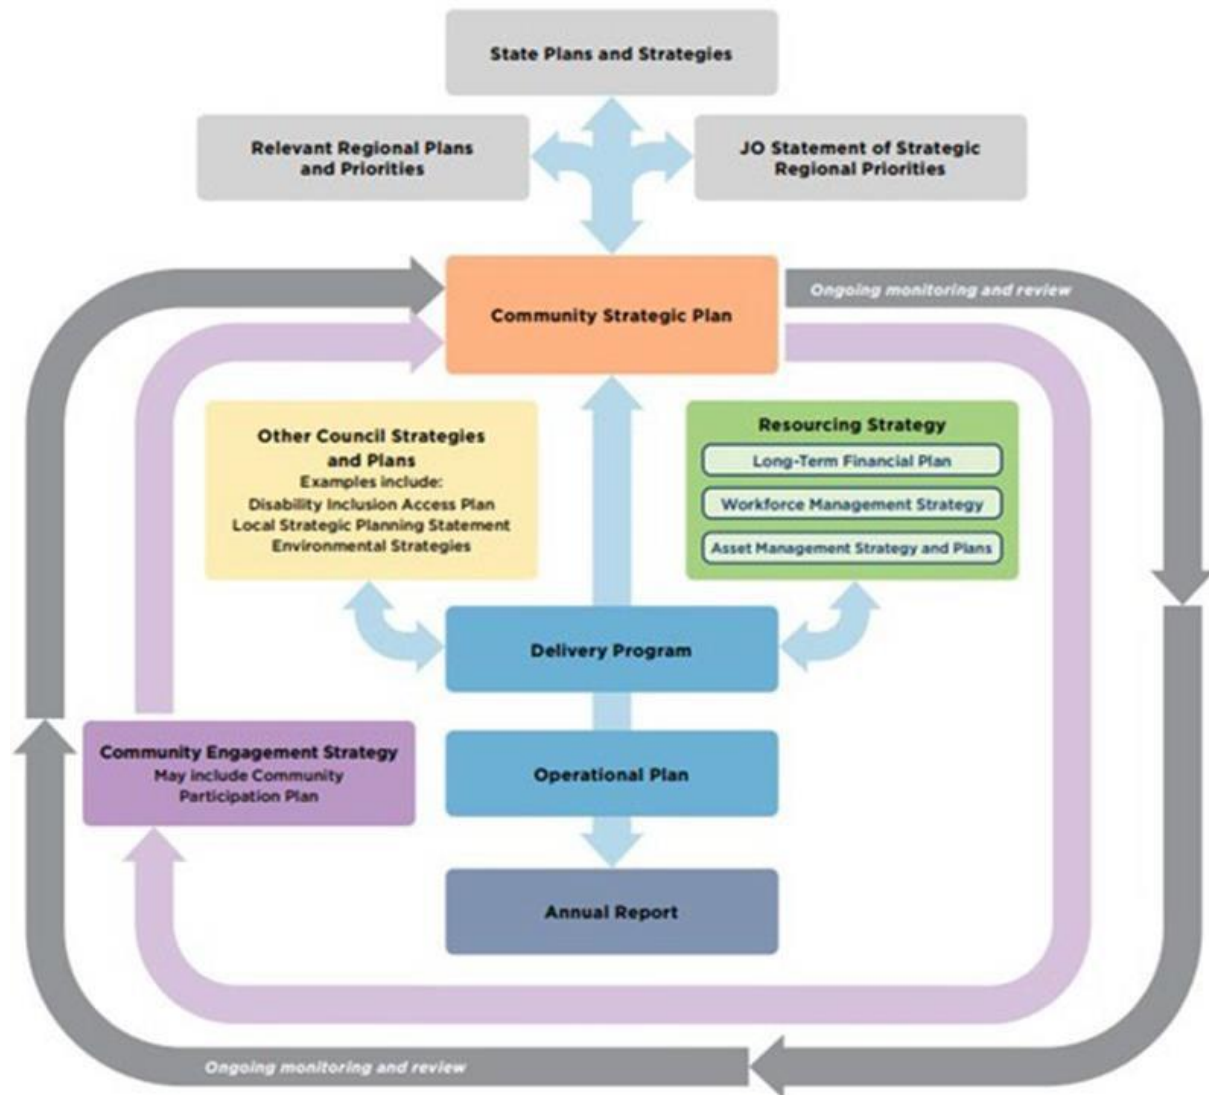 State Plans and Strategies
Relevant Regional Plans
and Priorities
JO Statement of Strategic
Regional Priorities
Community Strategic Plan
Ongoing monitoring and review
Other Council Strategies
and Plans
Examples include:
Disability Inclusion Access Plan
Local Strategic Planning Statement
Environmental Strategies
Resourcing Strategy
Long-Term Financial Plan
Workforce Management Strategy
Asset Management Strategy and Plans
Delivery Program
Community Engagement Strategy
May include Community
Participation Plan
Operational Plan
Annual Report
Ongoing monitoring and review